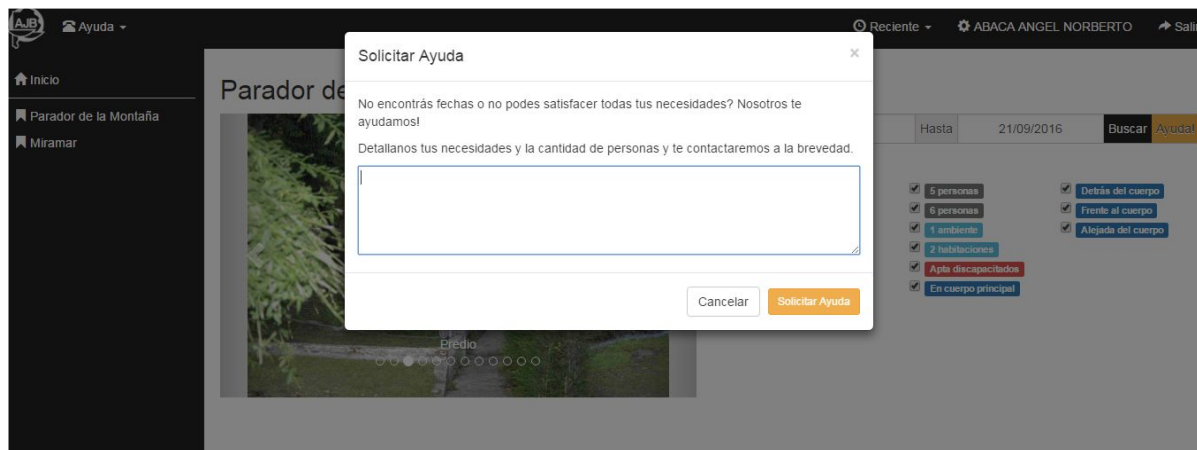 AJB
Ayuda
Reciente
ABACA ANGEL NORBERTO
Inicio
Parador de la Montaña
Miramar
Parador de
Hasta
21/09/2016
Buscar
Ayuda!
Solicitar Ayuda
×
No encontrás fechas o no podes satisfacer todas tus necesidades? Nosotros te
ayudamos!
Detallanos tus necesidades y la cantidad de personas y te contactaremos a la brevedad.
Cancelar
Solicitar Ayuda
Predio
5 personas
6 personas
1 ambiente
2 habitaciones
Apta discapacitados
En cuerpo principal
Detrás del cuerpo
Frente al cuerpo
Alejada del cuerpo